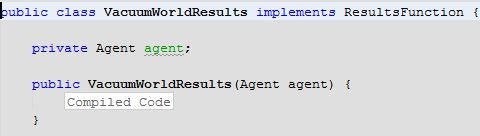 public class VacuumWorldResults implements ResultsFunction {
private Agent agent;
public VacuumWorldResults(Agent agent) {
Compiled Code
}